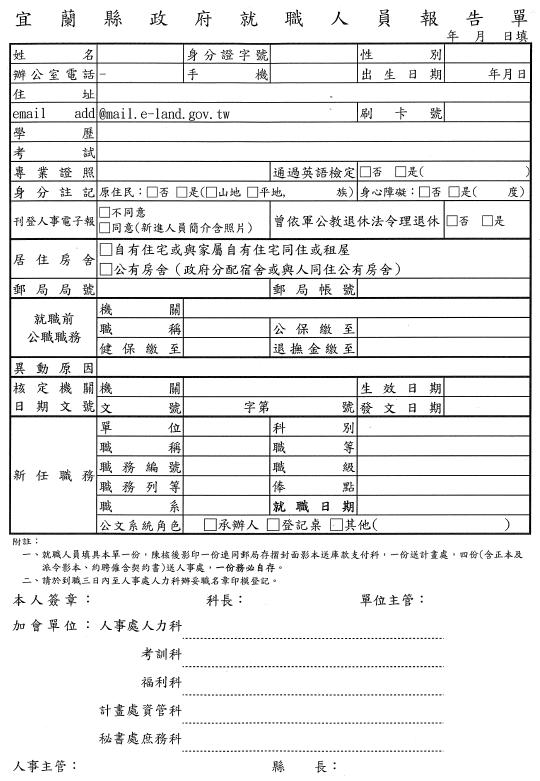 宜蘭縣政府就職人員報告單
年 月 日填
姓名 身分證字號 性別
辦公室電話 - 手機 出生日期 年月日
住址
email add @mail.e-land.gov.tw 刷卡號
學歷
考試
專業證照 通過英語檢定 □否 □是( )
身分註記 原住民：□否 □是(□山地 □平地, 族) 身心障礙：□否 □是( 度)
刊登人事電子報 □不同意 曾依軍公教退休法令理退休 □否 □是
□同意(新進人員簡介含照片)
居住房舍 □自有住宅或與家屬自有住宅同住或租屋
□公有房舍（政府分配宿舍或與人同住公有房舍）
郵局局號 郵局帳號
就職前公職職務 機關
職稱 公保繳至
健保繳至 退撫金繳至
異動原因
核定機關 機關 生效日期
日期文號 文號 字第 號 發文日期
新任職務 單位 科別
職稱 職等
職務編號 職級
職務列等 俸點
職系 就職日期
公文系統角色 □承辦人 □登記桌 □其他( )
附註：
一、就職人員填具本單一份，陳核後影印一份連同郵局存摺封面影本送庫款支付科，一份送計畫處，四份(含正本及
派令影本、約聘僱含契約書)送人事處，一份務必自存。
二、請於到職三日內至人事處人力科辦妥職名章印模登記。
本人簽章： 科長： 單位主管：
加會單位：人事處人力科
考訓科
福利科
計畫處資管科
秘書處庶務科
人事主管： 縣 長：